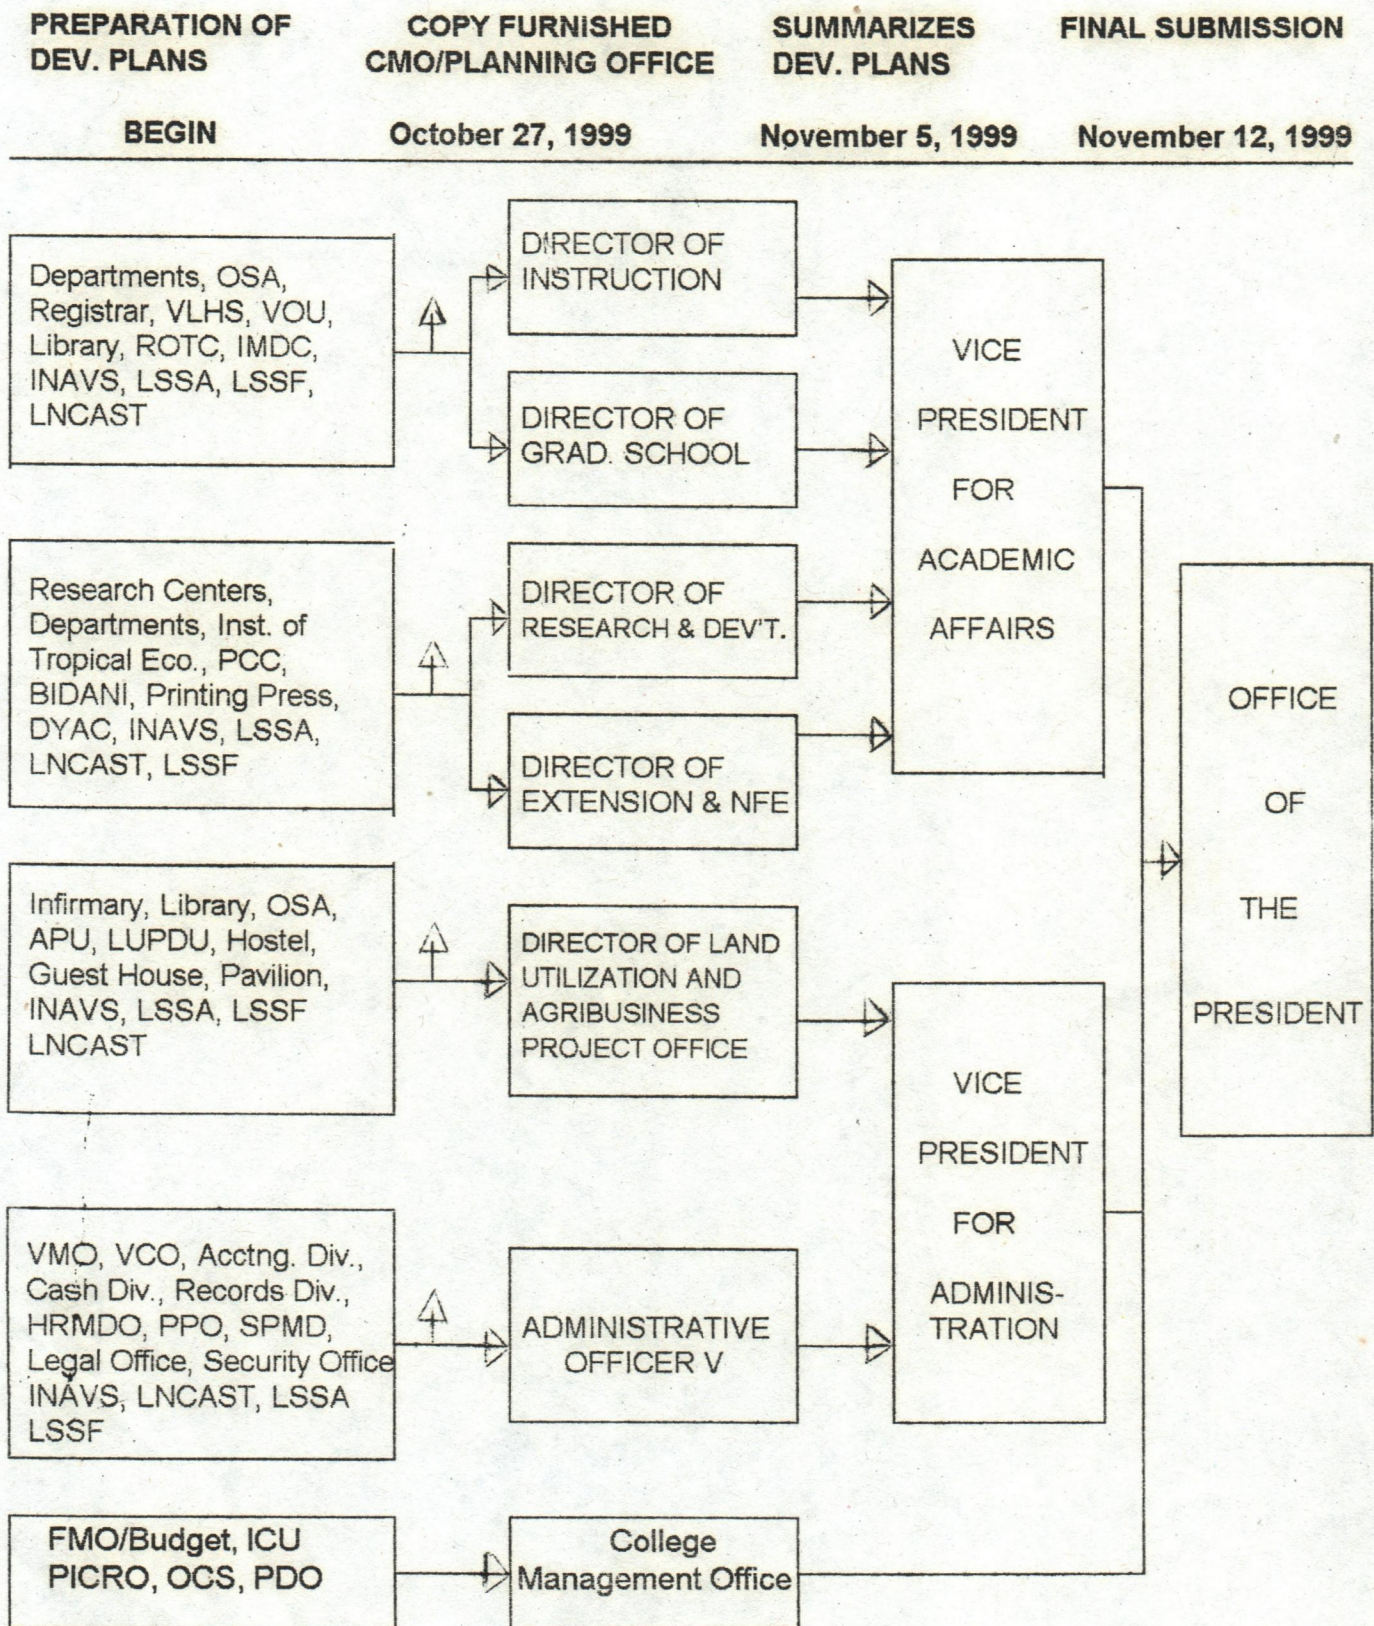 PREPARATION OF
DEV. PLANS
COPY FURNISHED
CMO/PLANNING OFFICE
SUMMARIZES
DEV. PLANS
FINAL SUBMISSION
BEGIN
October 27, 1999
November 5, 1999
November 12, 1999
Departments, OSA,
Registrar, VLHS, VOU,
Library, ROTC, IMDC,
INAVS, LSSA, LSSF,
LNCAST
DIRECTOR OF
INSTRUCTION
DIRECTOR OF
GRAD. SCHOOL
Research Centers,
Departments, Inst. of
Tropical Eco., PCC,
BIDANI, Printing Press,
DYAC, INAVS, LSSA,
LNCAST, LSSF
DIRECTOR OF
RESEARCH & DEV'T.
DIRECTOR OF
EXTENSION & NFE
VICE
PRESIDENT
FOR
ACADEMIC
AFFAIRS
Infirmary, Library, OSA,
APU, LUPDU, Hostel,
Guest House, Pavilion,
INAVS, LSSA, LSSF
LNCAST
DIRECTOR OF LAND
UTILIZATION AND
AGRIBUSINESS
PROJECT OFFICE
VMO, VCO, Acctng. Div.,
Cash Div., Records Div.,
HRMDO, PPO, SPMD,
Legal Office, Security Office
INAVS, LNCAST, LSSA
LSSF
ADMINISTRATIVE
OFFICER V
VICE
PRESIDENT
FOR
ADMINIS-
TRATION
FMO/Budget, ICU
PICRO, OCS, PDO
College
Management Office
OFFICE
OF
THE
PRESIDENT